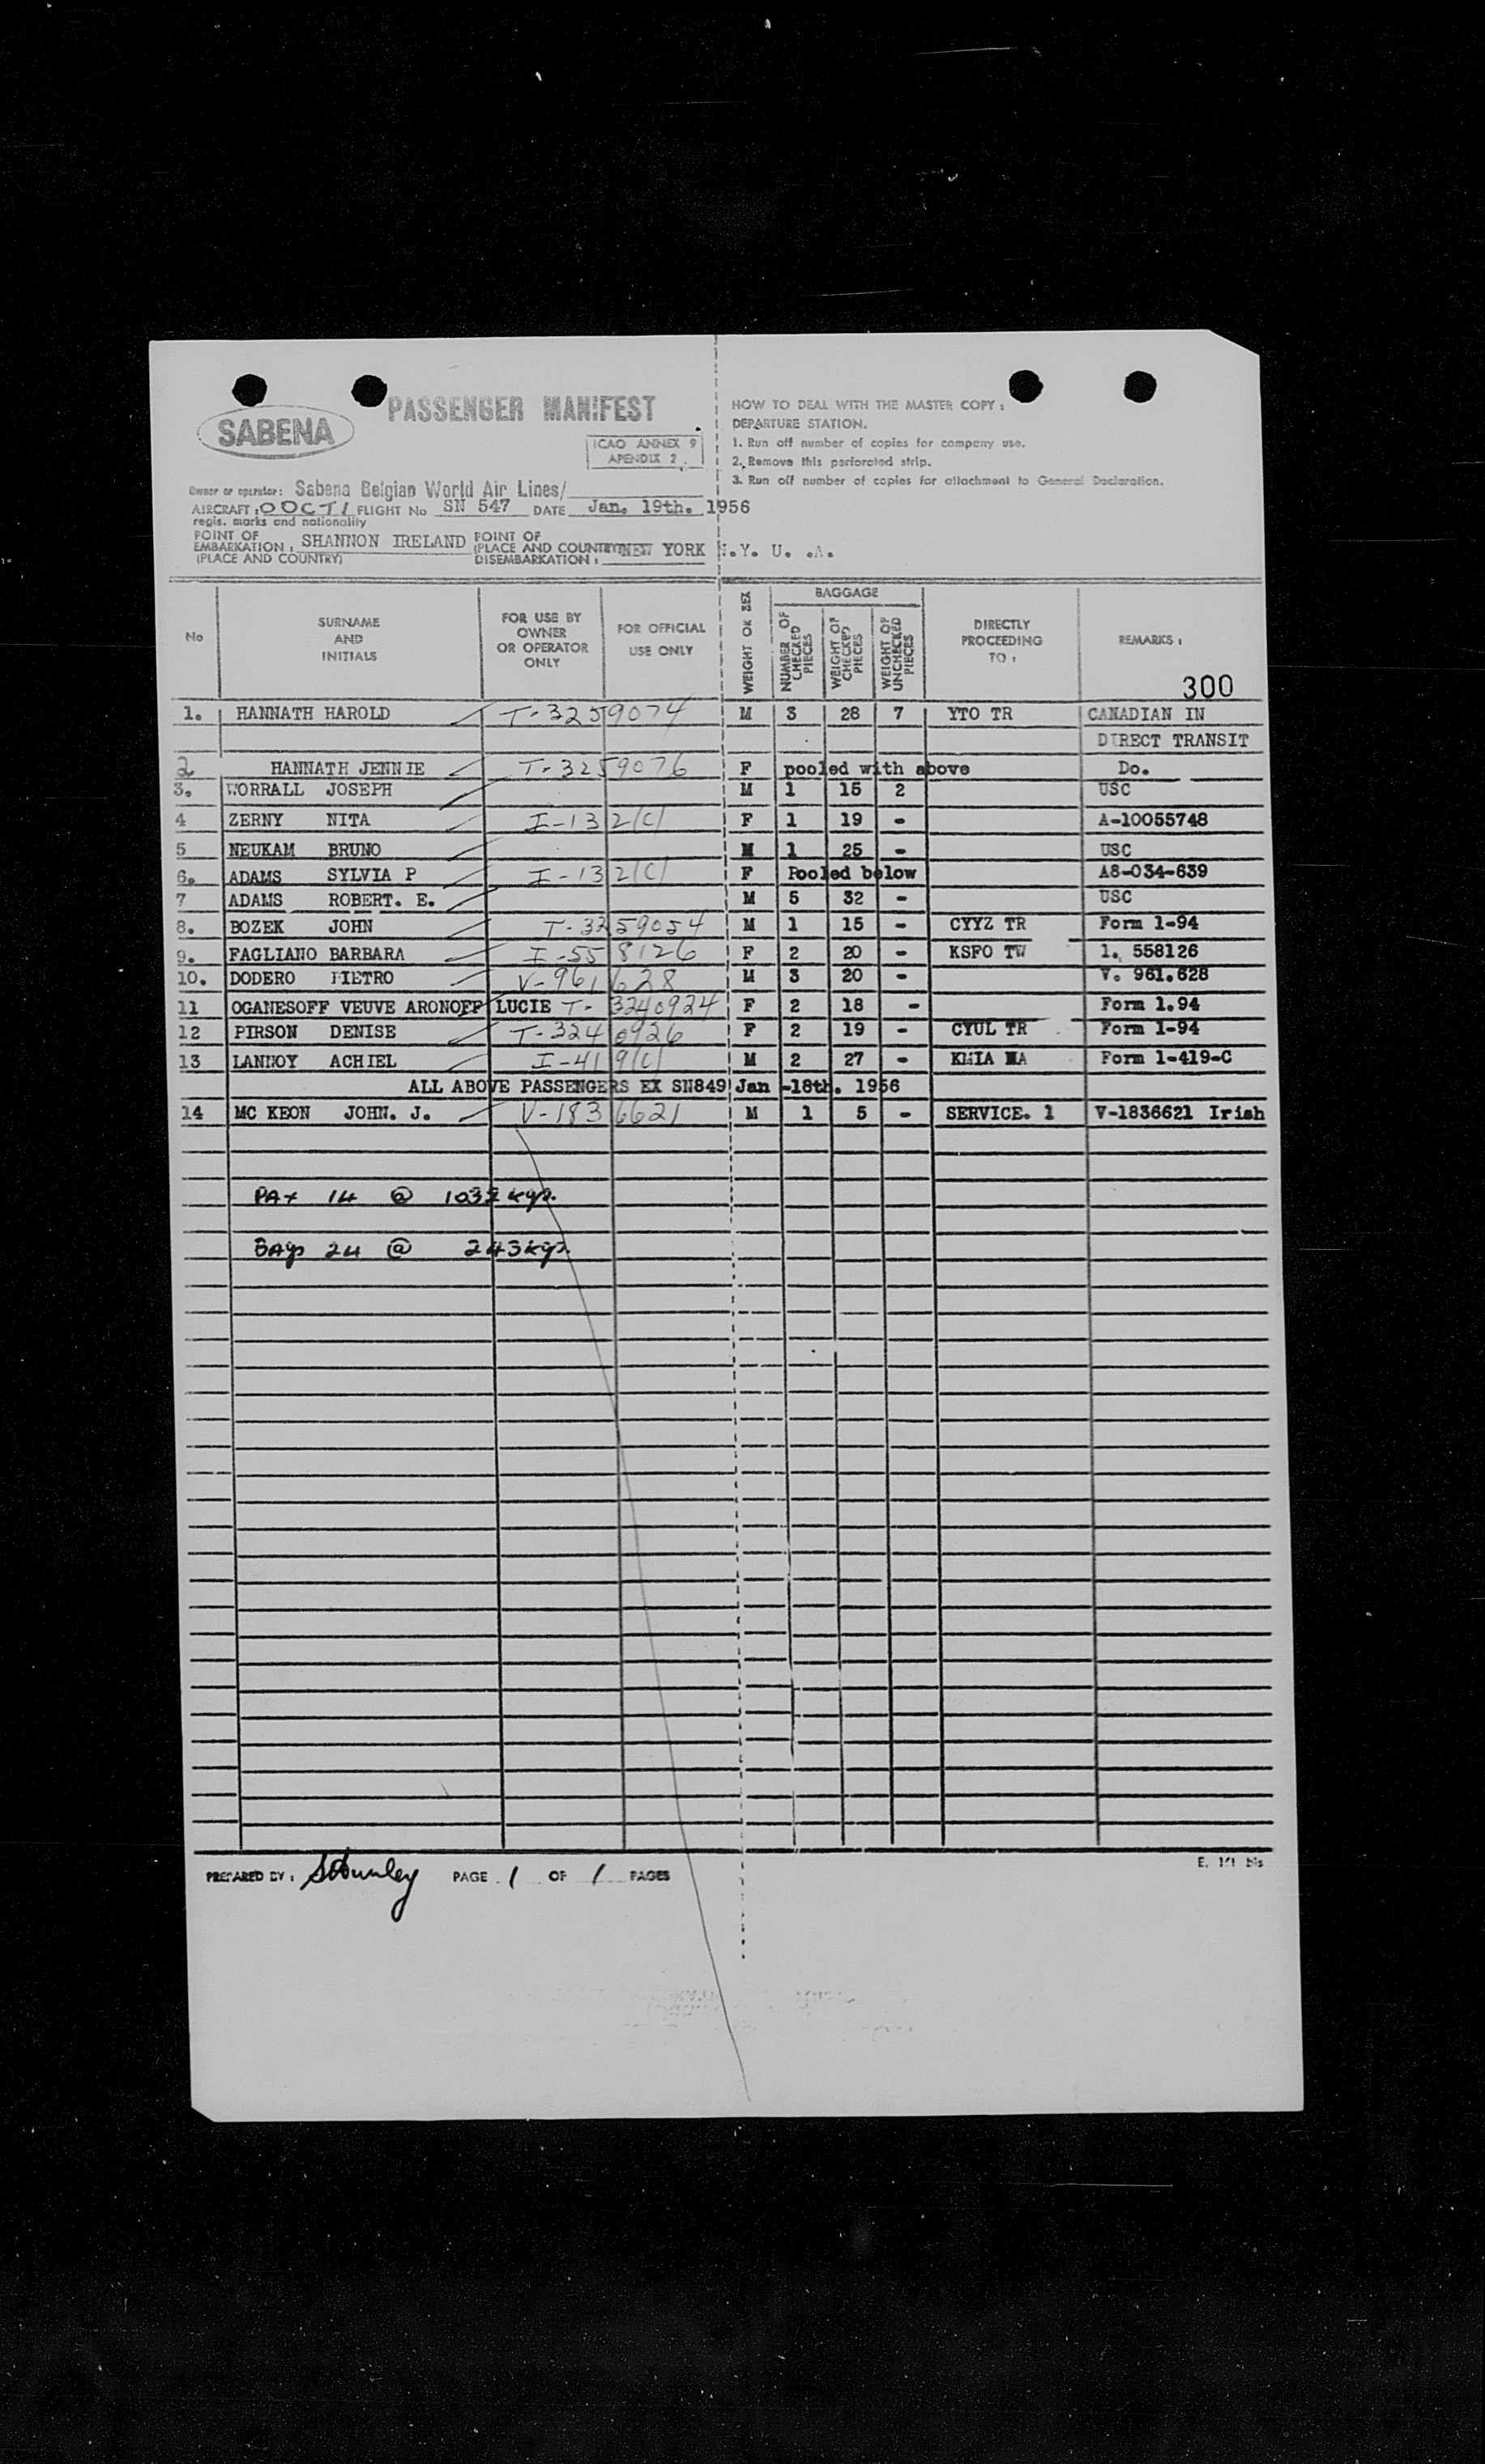 PASSENGER MANIFEST
SABENA
ICAO ANNEX 9
APENDIX 2
HOW TO DEAL WITH THE MASTER COPY :
DEPARTURE STATION.
1. Run off number of copies for company use.
2. Remove this perforated strip.
3. Run off number of copies for attachment to General Declaration.
Owner or operator: Sabena Belgian World Air Lines/
AIRCRAFT : OOCTI FLIGHT No SN 547 DATE Jan. 19th. 1956
regis. marks and nationality
POINT OF EMBARKATION : (PLACE AND COUNTRY) SHANNON IRELAND POINT OF (PLACE AND COUNTRY) DISEMBARKATION : NEW YORK N.Y. U. .A.
No
SURNAME AND INITIALS
FOR USE BY OWNER OR OPERATOR ONLY
FOR OFFICIAL USE ONLY
WEIGHT OR SEX
BAGGAGE
NUMBER OF CHECKED PIECES
WEIGHT OF CHECKED PIECES
WEIGHT OF UNCHECKED PIECES
DIRECTLY PROCEEDING TO :
REMARKS :
300
1. HANNATH HAROLD T-3259074 M 3 28 7 YTO TR CANADIAN IN
DIRECT TRANSIT
2 HANNATH JENNIE T-3259076 F pooled with above Do.
3. WORRALL JOSEPH M 1 15 2 USC
4 ZERNY NITA I-132(C) F 1 19 - A-10055748
5 NEUKAM BRUNO M 1 25 - USC
6. ADAMS SYLVIA P I-132(C) F Pooled below A8-034-639
7 ADAMS ROBERT. E. M 5 32 - USC
8. BOZEK JOHN T-3259054 M 1 15 - CYYZ TR Form 1-94
9. FAGLIANO BARBARA I-558126 F 2 20 - KSFO TW 1. 558126
10. DODERO PIETRO V-961628 M 3 20 - V. 961.628
11 OGANESOFF VEUVE ARONOFF LUCIE T-3240924 F 2 18 - Form 1.94
12 PIRSON DENISE T-3240926 F 2 19 - CYUL TR Form 1-94
13 LANNOY ACHIEL I-419(C) M 2 27 - KMIA NA Form 1-419-C
ALL ABOVE PASSENGERS EX SN849 Jan -18th. 1956
14 MC KEON JOHN. J. V-1836621 M 1 5 - SERVICE. 1 V-1836621 Irish
PAX 14 @ kgs.
Bags 24 @ 243kgs
PREPARED BY : PAGE 1 OF 1 PAGES
bis